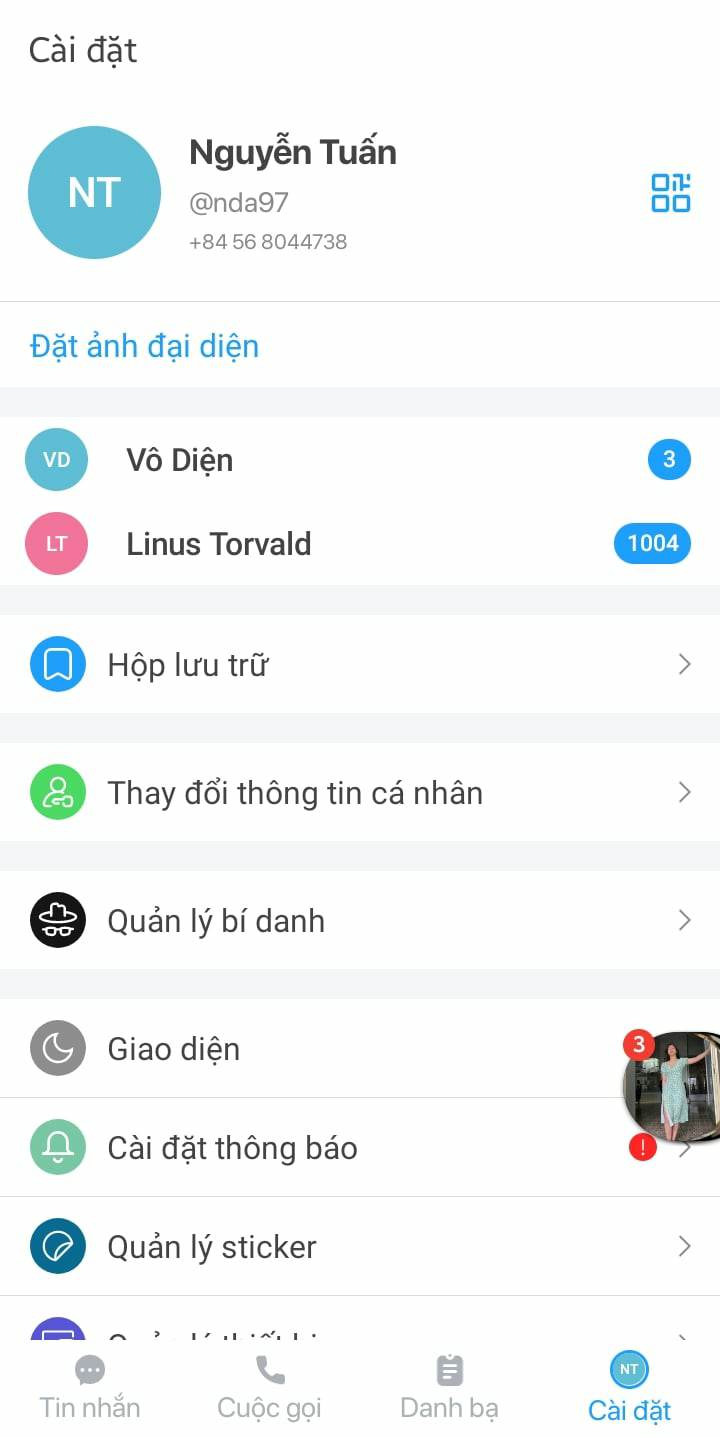 Cài đặt
NT
Nguyễn Tuấn
@nda97
+84 56 8044738
Đặt ảnh đại diện
VD
Vô Diện
3
LT
Linus Torvald
1004
Hộp lưu trữ
Thay đổi thông tin cá nhân
Quản lý bí danh
Giao diện
3
Cài đặt thông báo
!
Quản lý sticker
Tin nhắn
Cuộc gọi
Danh bạ
NT
Cài đặt